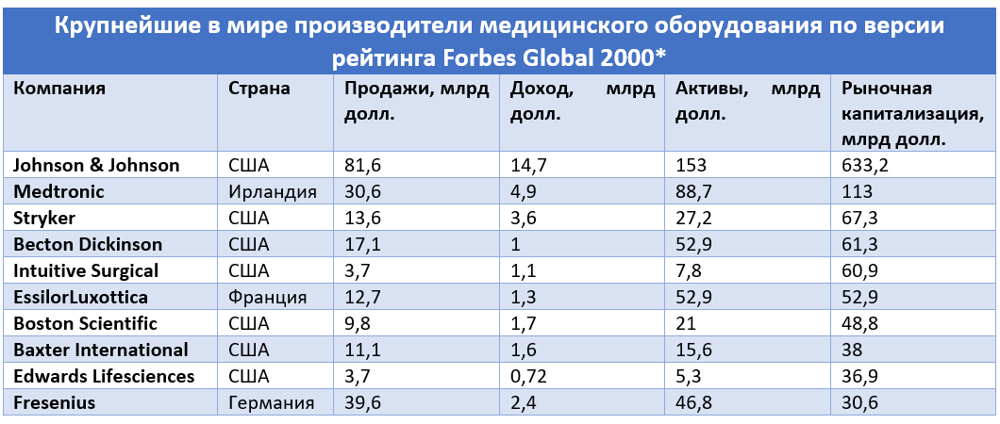 Крупнейшие в мире производители медицинского оборудования по версии
рейтинга Forbes Global 2000*
Компания Страна Продажи, млрд долл. Доход, млрд долл. Активы, млрд долл. Рыночная капитализация, млрд долл.
Johnson & Johnson США 81,6 14,7 153 633,2
Medtronic Ирландия 30,6 4,9 88,7 113
Stryker США 13,6 3,6 27,2 67,3
Becton Dickinson США 17,1 1 52,9 61,3
Intuitive Surgical США 3,7 1,1 7,8 60,9
EssilorLuxottica Франция 12,7 1,3 52,9 52,9
Boston Scientific США 9,8 1,7 21 48,8
Baxter International США 11,1 1,6 15,6 38
Edwards Lifesciences США 3,7 0,72 5,3 36,9
Fresenius Германия 39,6 2,4 46,8 30,6